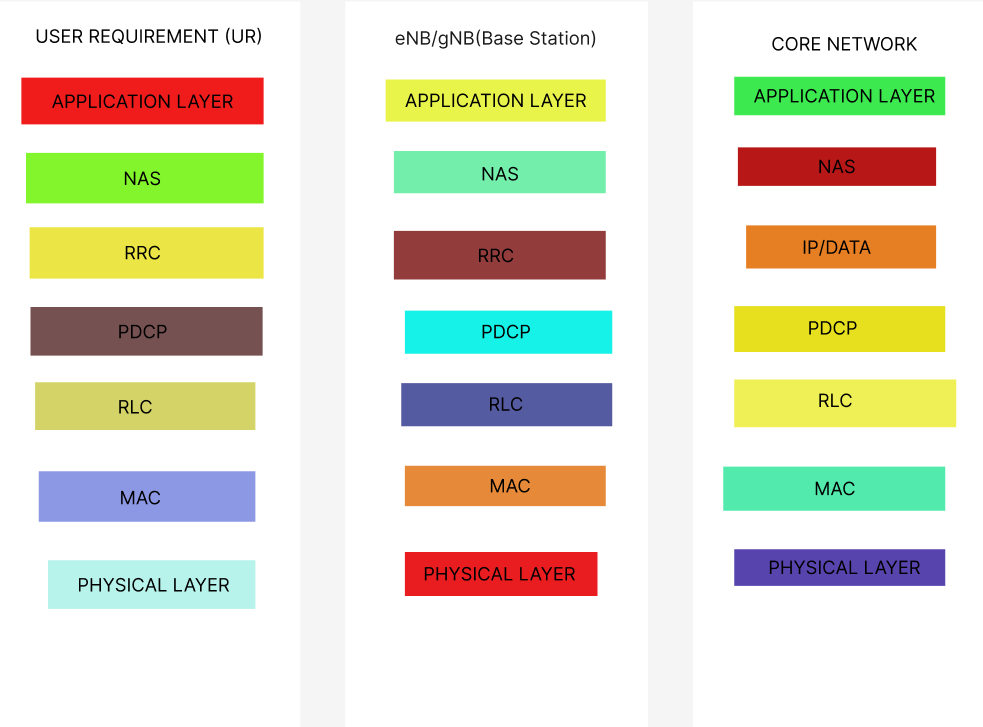 USER REQUIREMENT (UR)
APPLICATION LAYER
NAS
RRC
PDCP
RLC
MAC
PHYSICAL LAYER
eNB/gNB(Base Station)
APPLICATION LAYER
NAS
RRC
PDCP
RLC
MAC
PHYSICAL LAYER
CORE NETWORK
APPLICATION LAYER
NAS
IP/DATA
PDCP
RLC
MAC
PHYSICAL LAYER